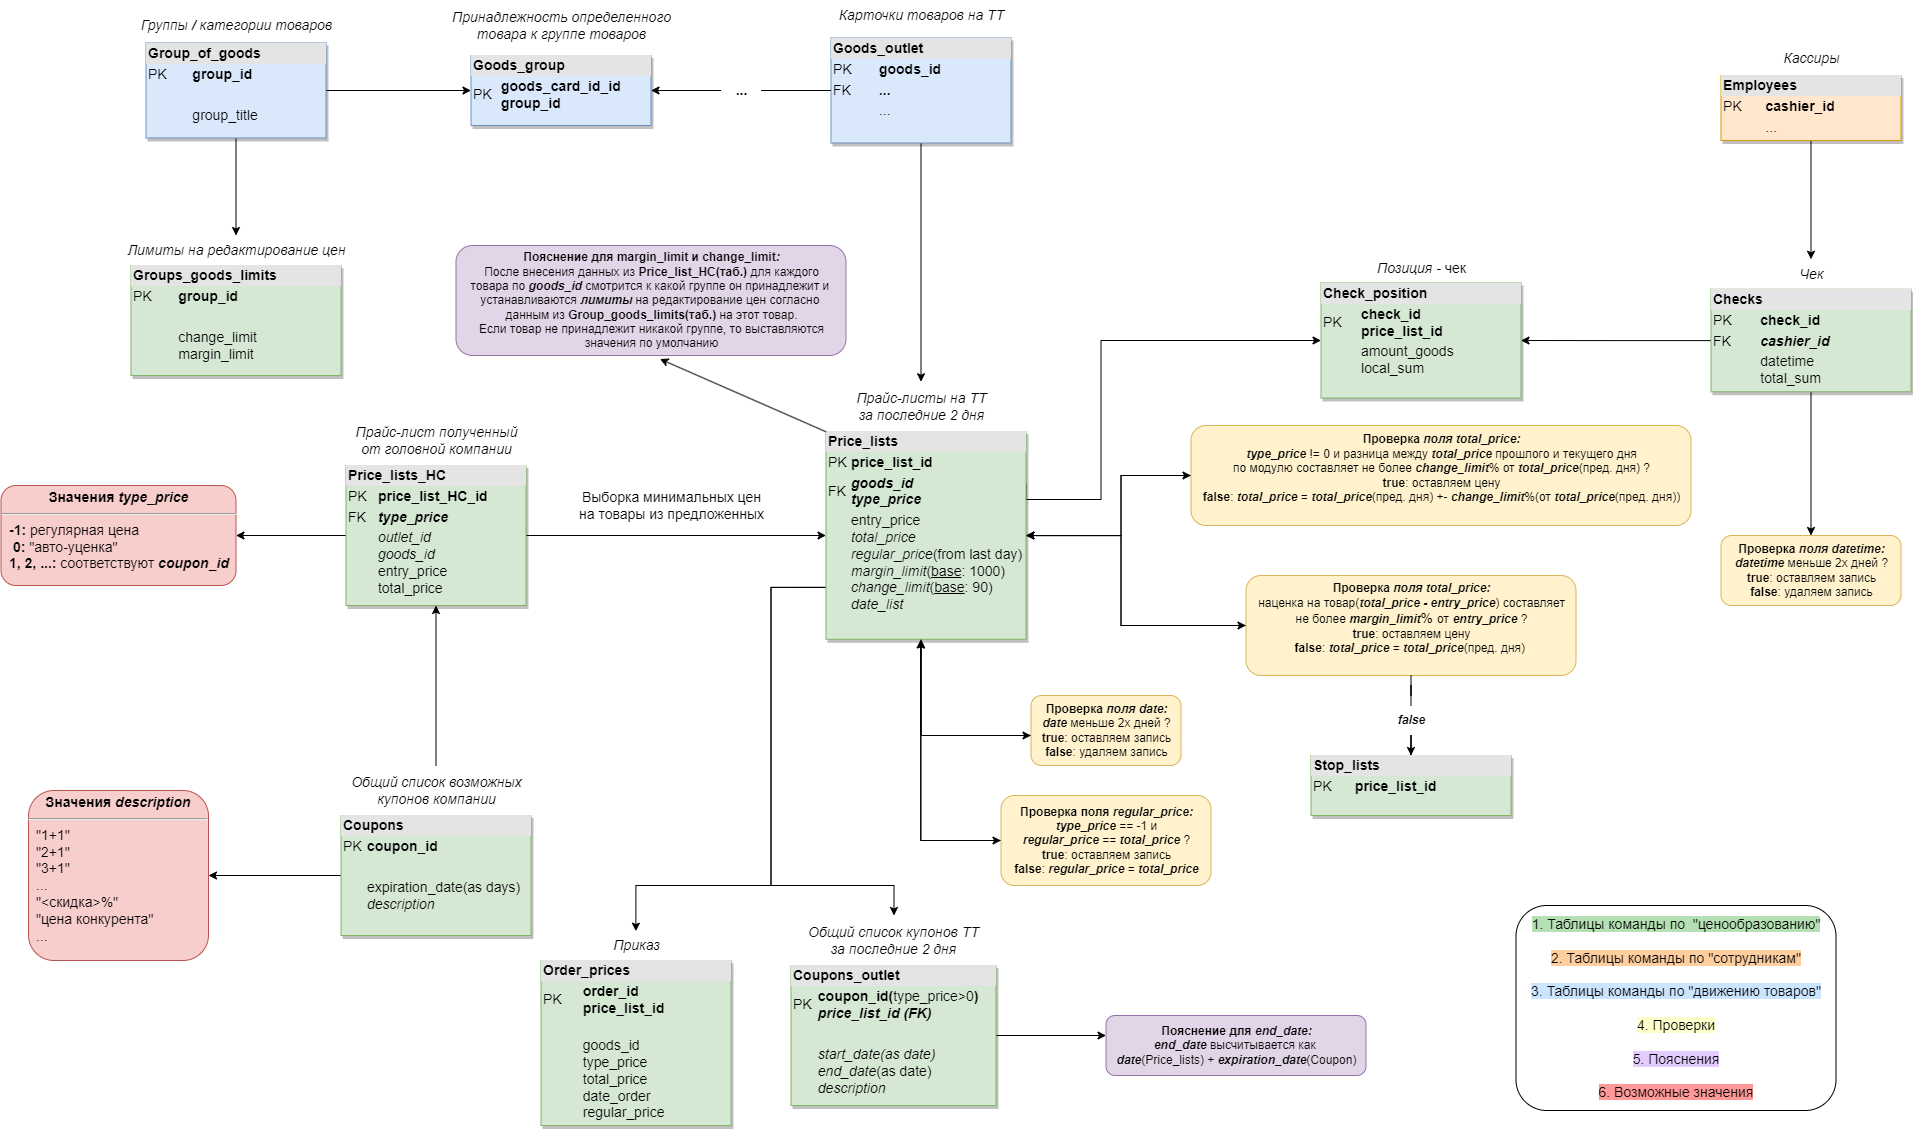 Группы / категории товаров
Group_of_goods
PK group_id
group_title
Принадлежность определенного
товара к группе товаров
Goods_group
PK goods_card_id_id
group_id
...
Карточки товаров на ТТ
Goods_outlet
PK goods_id
FK ...
...
Кассиры
Employees
PK cashier_id
...
Лимиты на редактирование цен
Groups_goods_limits
PK group_id
change_limit
margin_limit
Пояснение для margin_limit и change_limit:
После внесения данных из Price_list_HC(таб.) для каждого
товара по goods_id смотрится к какой группе он принадлежит и
устанавливаются лимиты на редактирование цен согласно
данным из Group_goods_limits(таб.) на этот товар.
Если товар не принадлежит никакой группе, то выставляются
значения по умолчанию
Позиция - чек
Check_position
PK check_id
price_list_id
amount_goods
local_sum
Чек
Checks
PK check_id
FK cashier_id
datetime
total_sum
Прайс-листы на ТТ
за последние 2 дня
Price_lists
PK price_list_id
FK goods_id
type_price
entry_price
total_price
regular_price(from last day)
margin_limit(base: 1000)
change_limit(base: 90)
date_list
Прайс-лист полученный
от головной компании
Price_lists_HC
PK price_list_HC_id
FK type_price
outlet_id
goods_id
entry_price
total_price
Выборка минимальных цен
на товары из предложенных
Значения type_price
-1: регулярная цена
0: "авто-уценка"
1, 2, ...: соответствуют coupon_id
Проверка поля total_price:
type_price != 0 и разница между total_price прошлого и текущего дня
по модулю составляет не более change_limit% от total_price(пред. дня) ?
true: оставляем цену
false: total_price = total_price(пред. дня) +- change_limit%(от total_price(пред. дня))
Проверка поля datetime:
datetime меньше 2х дней ?
true: оставляем запись
false: удаляем запись
Проверка поля total_price:
наценка на товар(total_price - entry_price) составляет
не более margin_limit% от entry_price ?
true: оставляем цену
false: total_price = total_price(пред. дня)
false
Stop_lists
PK price_list_id
Проверка поля date:
date меньше 2х дней ?
true: оставляем запись
false: удаляем запись
Проверка поля regular_price:
type_price == -1 и
regular_price == total_price ?
true: оставляем запись
false: regular_price = total_price
Общий список возможных
купонов компании
Coupons
PK coupon_id
expiration_date(as days)
description
Значения description
"1+1"
"2+1"
"3+1"
...
"<скидка>%"
"цена конкурента"
...
Приказ
Order_prices
PK order_id
price_list_id
goods_id
type_price
total_price
date_order
regular_price
Общий список купонов ТТ
за последние 2 дня
Coupons_outlet
PK coupon_id(type_price>0)
price_list_id (FK)
start_date(as date)
end_date(as date)
description
Пояснение для end_date:
end_date высчитывается как
date(Price_lists) + expiration_date(Coupon)
1. Таблицы команды по "ценообразованию"
2. Таблицы команды по "сотрудникам"
3. Таблицы команды по "движению товаров"
4. Проверки
5. Пояснения
6. Возможные значения